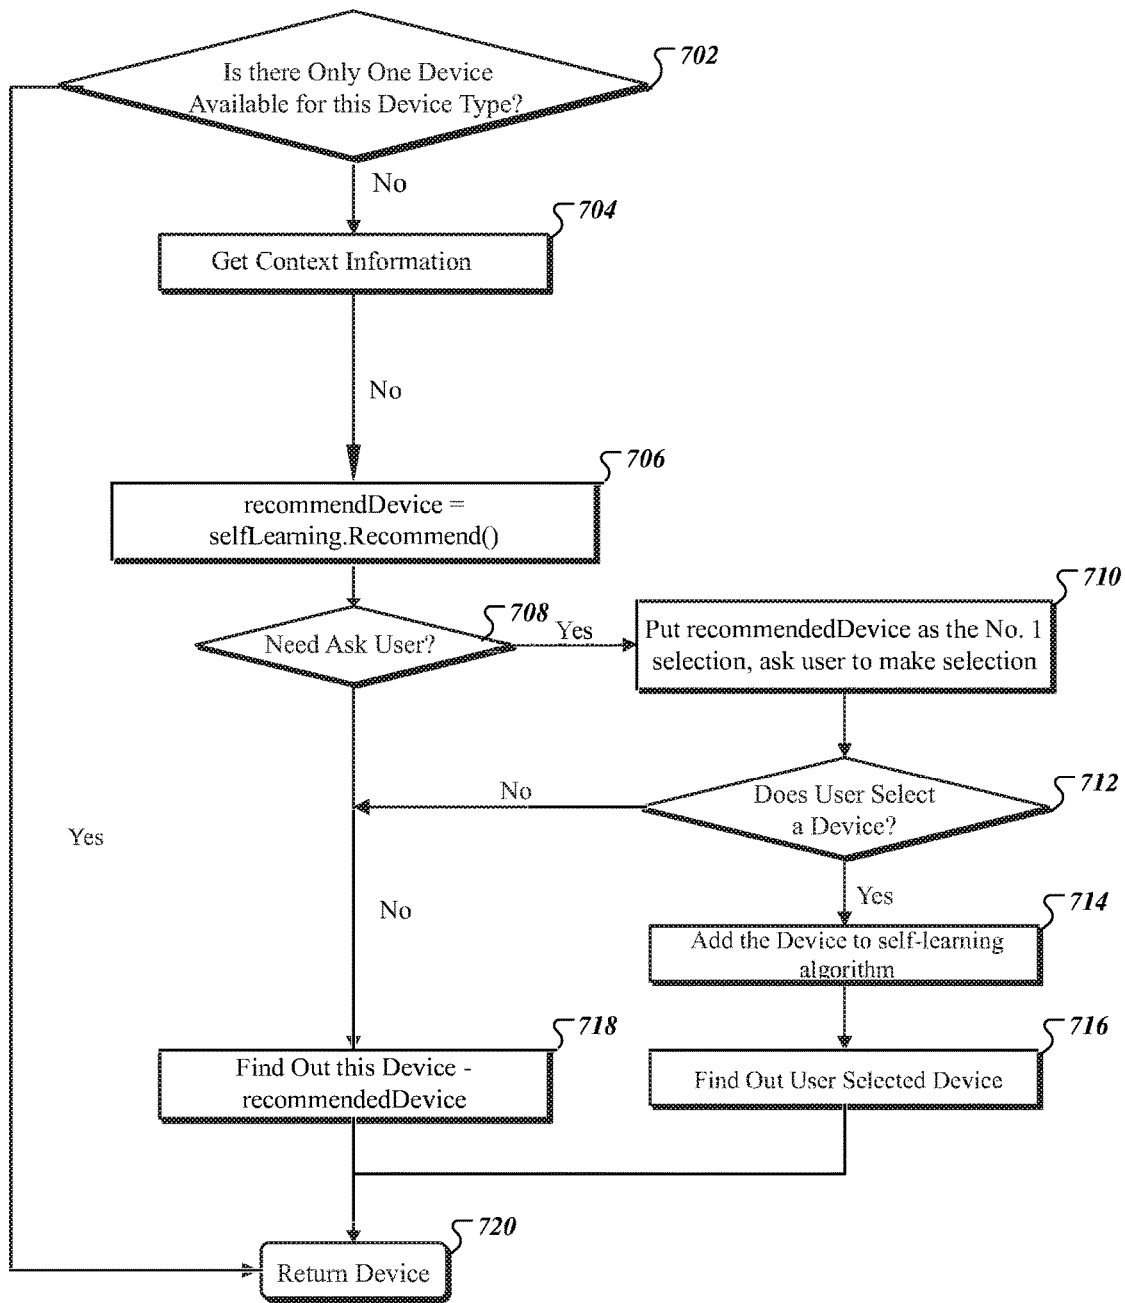 702
Is there Only One Device
Available for this Device Type?
No
704
Get Context Information
No
706
recommendDevice =
selfLearning.Recommend()
708
Need Ask User?
Yes
710
Put recommendedDevice as the No. 1
selection, ask user to make selection
712
Does User Select
a Device?
No
Yes
Yes
No
714
Add the Device to self-learning
algorithm
718
Find Out this Device -
recommendedDevice
716
Find Out User Selected Device
720
Return Device